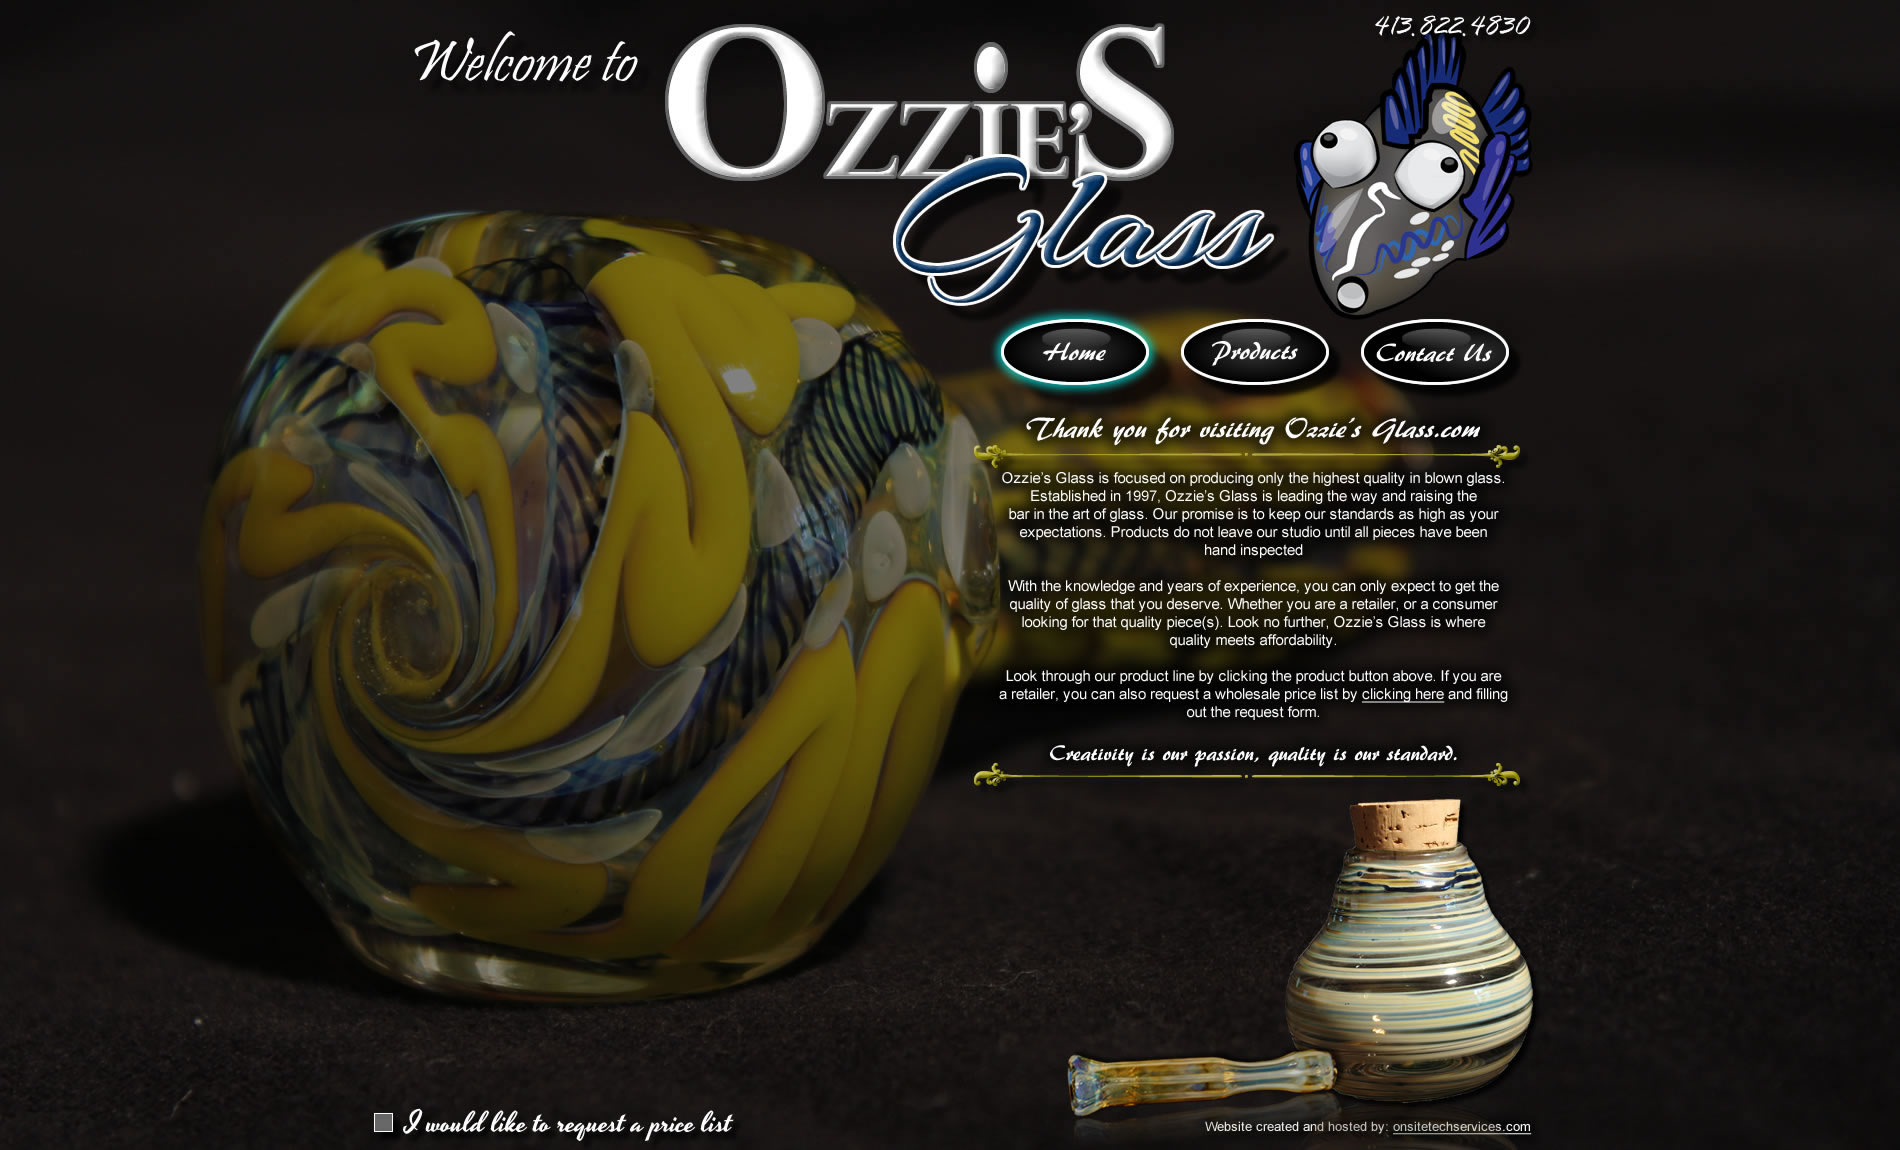 413.822.4830
Welcome to
Ozzie's
Glass
Home
Products
Contact Us
Thank you for visiting Ozzie's Glass.com
Ozzie's Glass is focused on producing only the highest quality in blown glass.
Established in 1997, Ozzie's Glass is leading the way and raising the
bar in the art of glass. Our promise is to keep our standards as high as your
expectations. Products do not leave our studio until all pieces have been
hand inspected
With the knowledge and years of experience, you can only expect to get the
quality of glass that you deserve. Whether you are a retailer, or a consumer
looking for that quality piece(s). Look no further, Ozzie's Glass is where
quality meets affordability.
Look through our product line by clicking the product button above. If you are
a retailer, you can also request a wholesale price list by clicking here and filling
out the request form.
Creativity is our passion, quality is our standard.
I would like to request a price list
Website created and hosted by: onsitetechservices.com